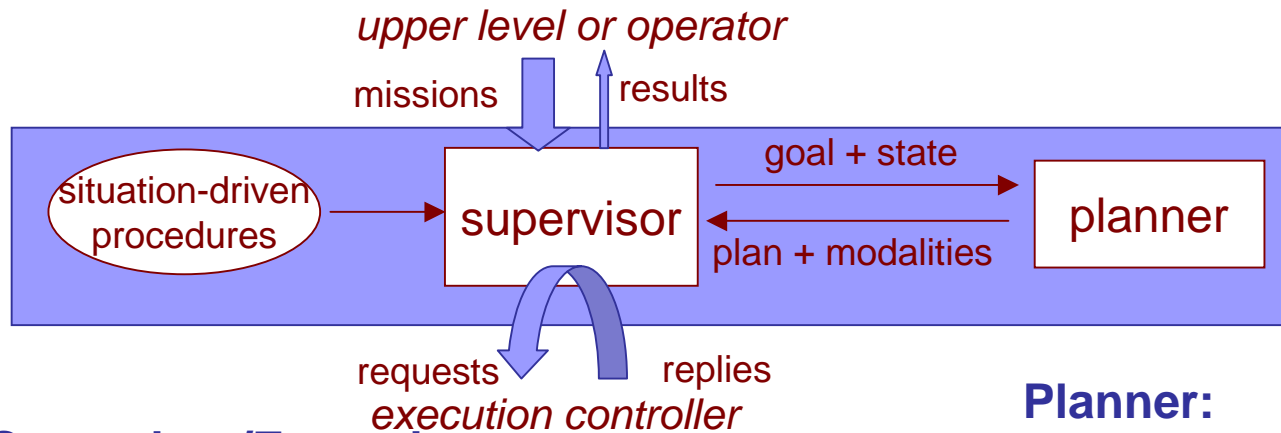 upper level or operator
missions
results
situation-driven
procedures
supervisor
goal + state
plan + modalities
planner
requests
replies
execution controller
Planner: